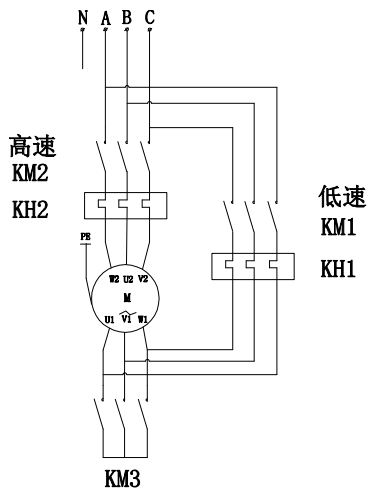 N A B C
高速
KM2
KH2
低速
KM1
KH1
PE
W2 U2 V2
M
U1 V1 W1
KM3